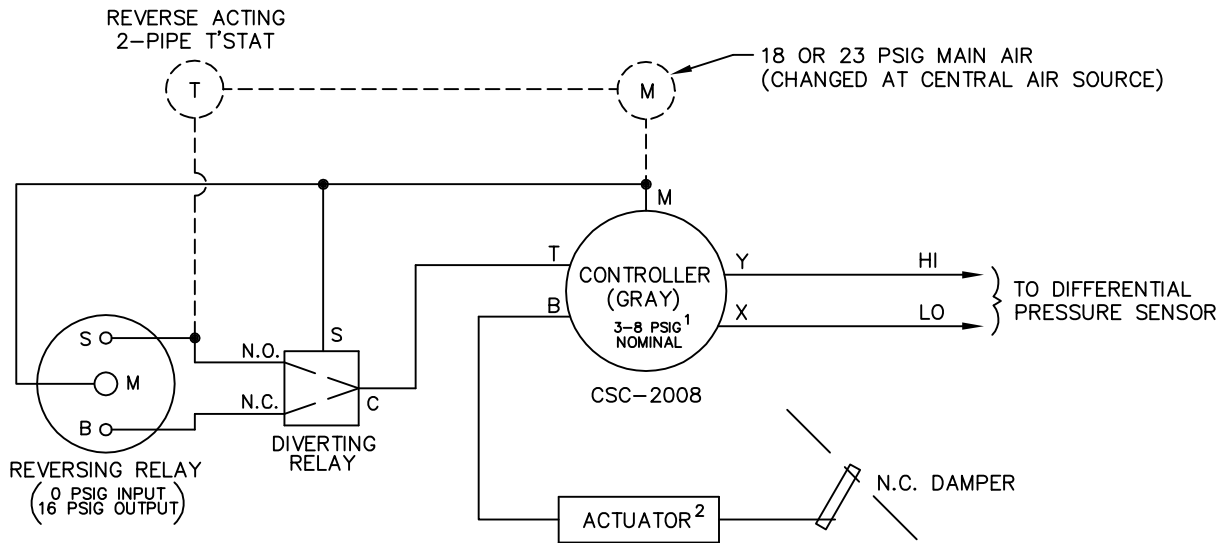 REVERSE ACTING
2-PIPE T'STAT
T
M
18 OR 23 PSIG MAIN AIR
(CHANGED AT CENTRAL AIR SOURCE)
M
T
B
CONTROLLER
(GRAY)
3-8 PSIG¹
NOMINAL
CSC-2008
Y
X
HI
LO
TO DIFFERENTIAL
PRESSURE SENSOR
S
M
B
REVERSING RELAY
(0 PSIG INPUT
16 PSIG OUTPUT)
N.O.
N.C.
S
C
DIVERTING
RELAY
ACTUATOR²
N.C. DAMPER